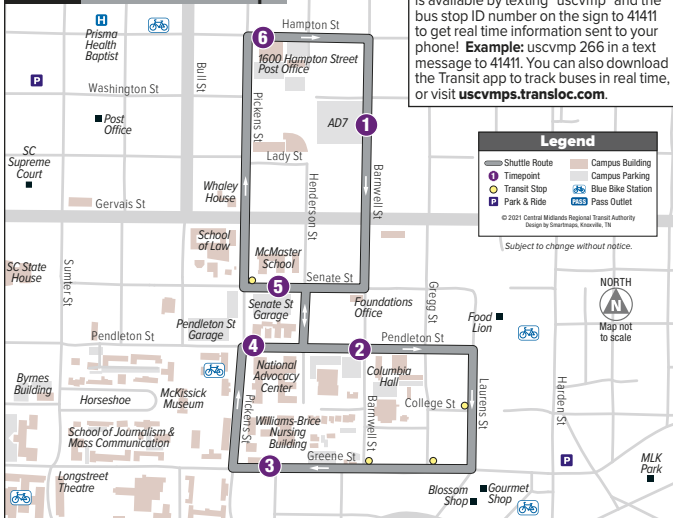 is available by texting "uscvmp" and the
bus stop ID number on the sign to 41411
to get real time information sent to your
phone! Example: uscvmp 266 in a text
message to 41411. You can also download
the Transit app to track buses in real time,
or visit uscvmps.transloc.com.
Hampton St
H
Prisma
Health
Baptist
6
1600 Hampton Street
Post Office
Bull St
P
Washington St
Pickens St
AD7
1
Post
Office
Lady St
SC
Supreme
Court
Henderson St
Barnwell St
Whaley
House
Gervais St
School
of Law
McMaster
School
Senate St
5
SC State
House
Sumter St
Senate St
Garage
Foundations
Office
Gregg St
Food
Lion
Pendleton St
Garage
Pendleton St
4
2
Pendleton St
National
Advocacy
Center
Columbia
Hall
Byrnes
Building
Horseshoe
McKissick
Museum
Pickens St
Barnwell St
College St
Laurens St
Harden St
School of Journalism &
Mass Communication
Williams-Brice
Nursing
Building
Greene St
3
Longstreet
Theatre
P
MLK
Park
Blossom
Shop
Gourmet
Shop
Legend
Shuttle Route
1 Timepoint
Transit Stop
P Park & Ride
Campus Building
Campus Parking
Blue Bike Station
PASS Pass Outlet
© 2021 Central Midlands Regional Transit Authority
Design by Smartmaps, Knoxville, TN
Subject to change without notice.
NORTH
N
Map not
to scale